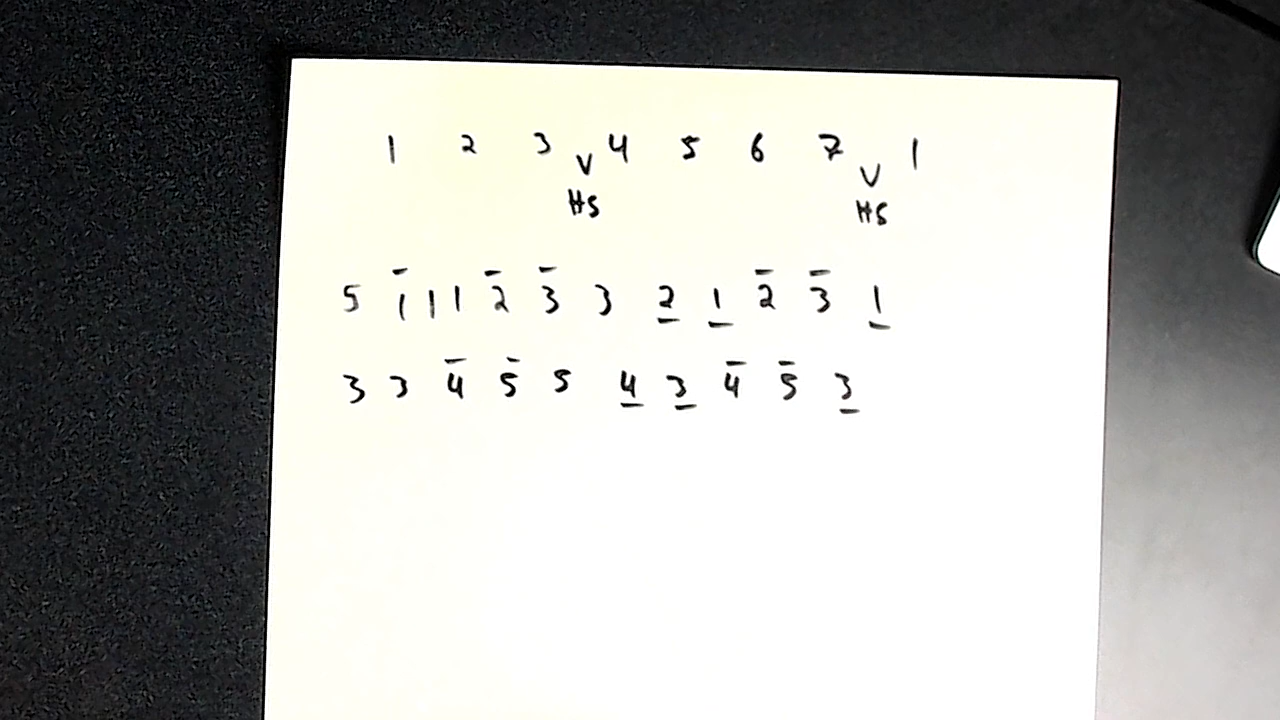 1 2 3 V 4 5 6 7 V 1
HS HS
5 1̅ 1 1 2̅ 3̅ 3 2̲ 1̲ 2̅ 3̅ 1̲
3 3 4̅ 5̅ 5 4̲ 3̲ 4̅ 5̅ 3̲